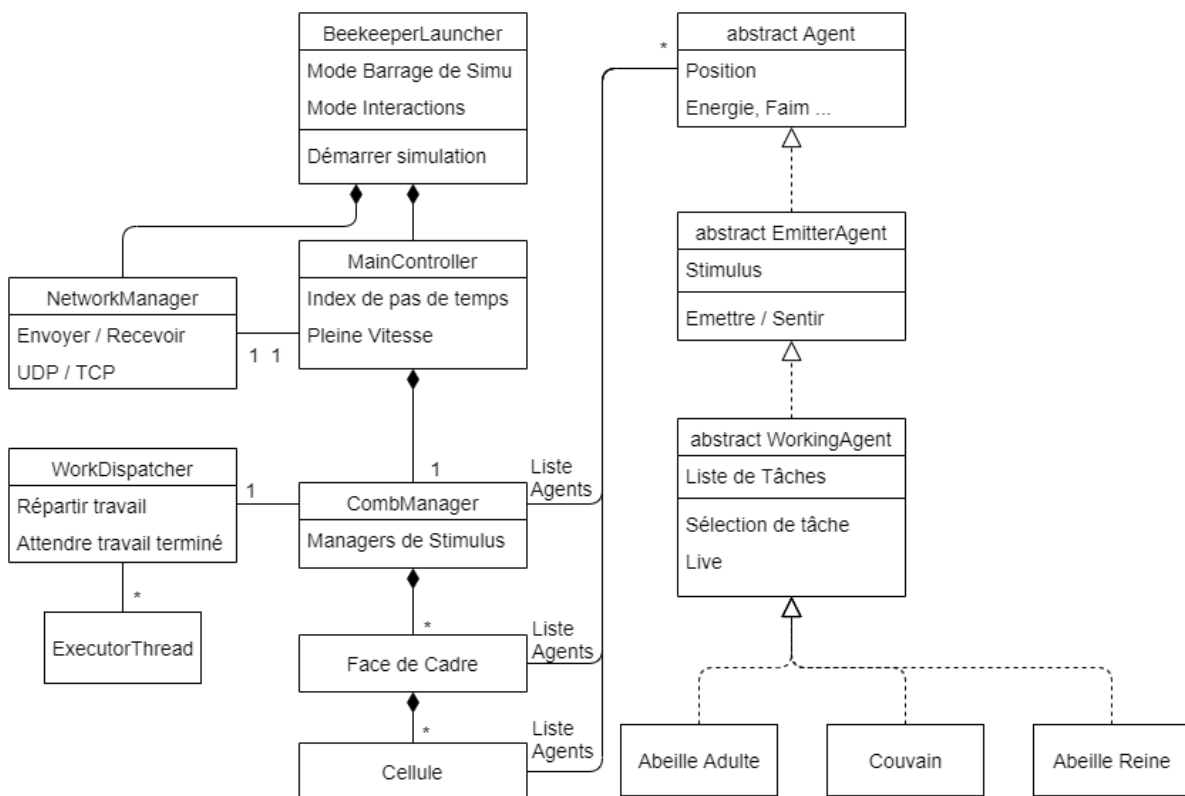 BeekeeperLauncher
Mode Barrage de Simu
Mode Interactions
Démarrer simulation
NetworkManager
Envoyer / Recevoir
UDP / TCP
1 1
MainController
Index de pas de temps
Pleine Vitesse
WorkDispatcher
Répartir travail
Attendre travail terminé
1
*
ExecutorThread
1
CombManager
Managers de Stimulus
*
Face de Cadre
*
Cellule
Liste
Agents
Liste
Agents
Liste
Agents
*
abstract Agent
Position
Energie, Faim ...
abstract EmitterAgent
Stimulus
Emettre / Sentir
abstract WorkingAgent
Liste de Tâches
Sélection de tâche
Live
Abeille Adulte
Couvain
Abeille Reine